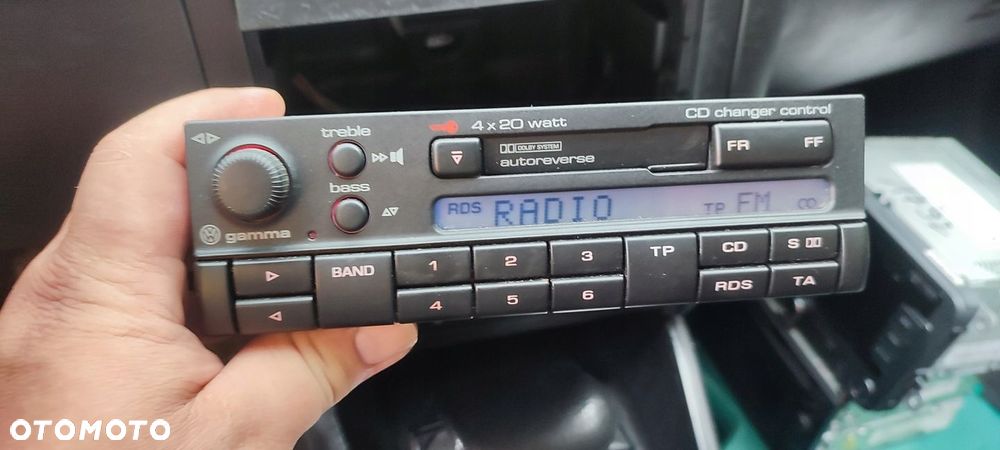 4 x 20 watt
CD changer control
treble
DOLBY SYSTEM
autoreverse
FR FF
bass
RDS RADIO TP FM CD
gamma
BAND 1 2 3 TP CD S
4 5 6 RDS TA
OTOMOTO